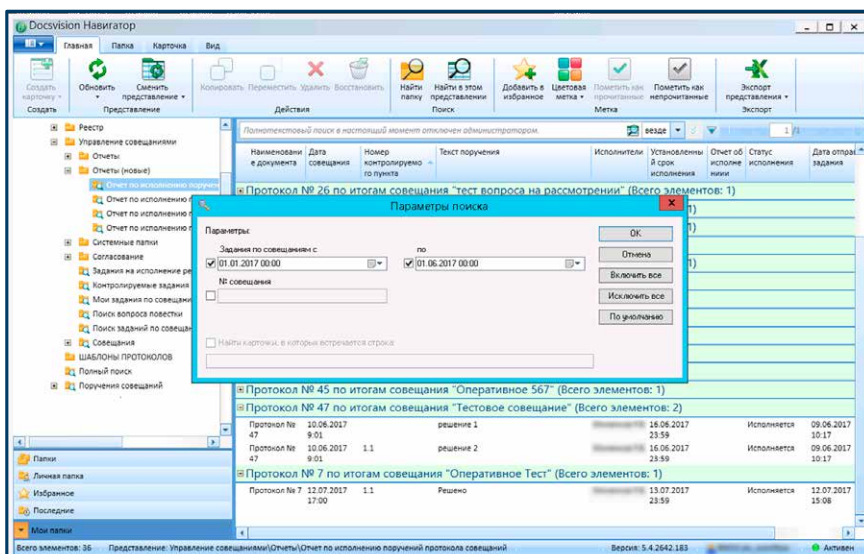 Docsvision Навигатор
Главная Папка Карточка Вид
Создать карточку
Обновить
Сменить представление
Копировать Переместить Удалить Восстановить
Найти папку
Найти в этом представлении
Добавить в избранное
Цветовая метка
Пометить как прочитанные
Пометить как непрочитанные
Экспорт представления
Создать Представление Действия Поиск Метка Экспорт
Реестр
Управление совещаниями
Отчеты
Отчеты (новые)
Отчет по исполнению поручен
Отчет по исполнению п
Отчет по исполнению п
Отчет по исполнению п
Системные папки
Согласование
Задания на исполнение ре
Контролируемые задания
Мои задания по совещани
Поиск вопроса повестки
Поиск заданий по совещан
Совещания
ШАБЛОНЫ ПРОТОКОЛОВ
Полный поиск
Поручения совещаний
Папки
Личная папка
Избранное
Последние
Мои папки
Полнотекстовый поиск в настоящий момент отключен администратором.
везде
1 /1
Наименование документа
Дата совещания
Номер контролируемого пункта
Текст поручения
Исполнители
Установленный срок исполнения
Отчет об исполнении
Статус исполнения
Дата отправ задания
Протокол № 26 по итогам совещания "тест вопроса на рассмотрении" (Всего элементов: 1)
1)
1)
1)
Параметры поиска
Параметры:
Задания по совещаниям с
по
01.01.2017 00:00
01.06.2017 00:00
№ совещания
Найти карточки, в которых встречается строка:
OK
Отмена
Включить все
Исключить все
По умолчанию
Протокол № 45 по итогам совещания "Оперативное 567" (Всего элементов: 1)
Протокол № 47 по итогам совещания "Тестовое совещание" (Всего элементов: 2)
Протокол № 47 10.06.2017 9:01 решение 1 16.06.2017 23:59 Исполняется 09.06.2017 10:17
Протокол № 47 10.06.2017 9:01 1.1 решение 2 16.06.2017 23:59 Исполняется 09.06.2017 10:17
Протокол № 7 по итогам совещания "Оперативное Тест" (Всего элементов: 1)
Протокол № 7 12.07.2017 17:00 1.1 Решено 13.07.2017 23:59 Исполняется 12.07.2017 15:08
Всего элементов: 36 Представление: Управление совещаниями\Отчеты\Отчет по исполнению поручений протокола совещаний Версия: 5.4.2642.183 Активен